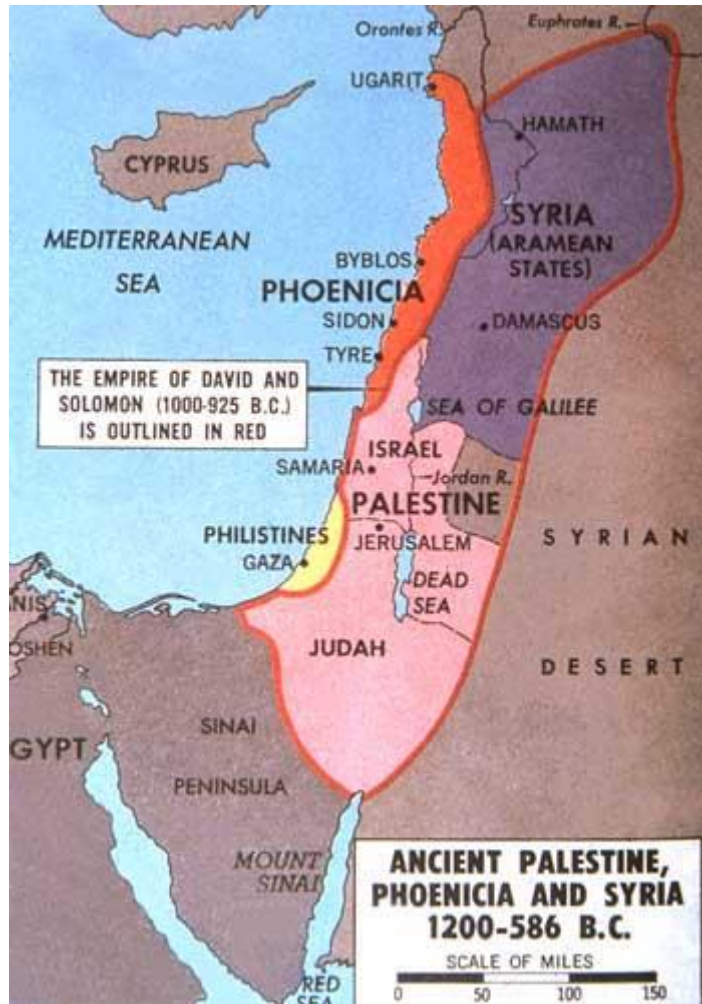 Orontes R.
Euphrates R.
UGARIT
HAMATH
CYPRUS
SYRIA
(ARAMEAN
STATES)
MEDITERRANEAN
SEA
BYBLOS
PHOENICIA
SIDON
DAMASCUS
TYRE
THE EMPIRE OF DAVID AND
SOLOMON (1000-925 B.C.)
IS OUTLINED IN RED
SEA OF GALILEE
ISRAEL
SAMARIA
Jordan R.
PALESTINE
PHILISTINES
JERUSALEM
GAZA
SYRIAN
DEAD
SEA
ANIS
OSHEN
JUDAH
DESERT
SINAI
GYPT
PENINSULA
MOUNT
SINAI
RED
SEA
ANCIENT PALESTINE,
PHOENICIA AND SYRIA
1200-586 B.C.
SCALE OF MILES
0 50 100 150